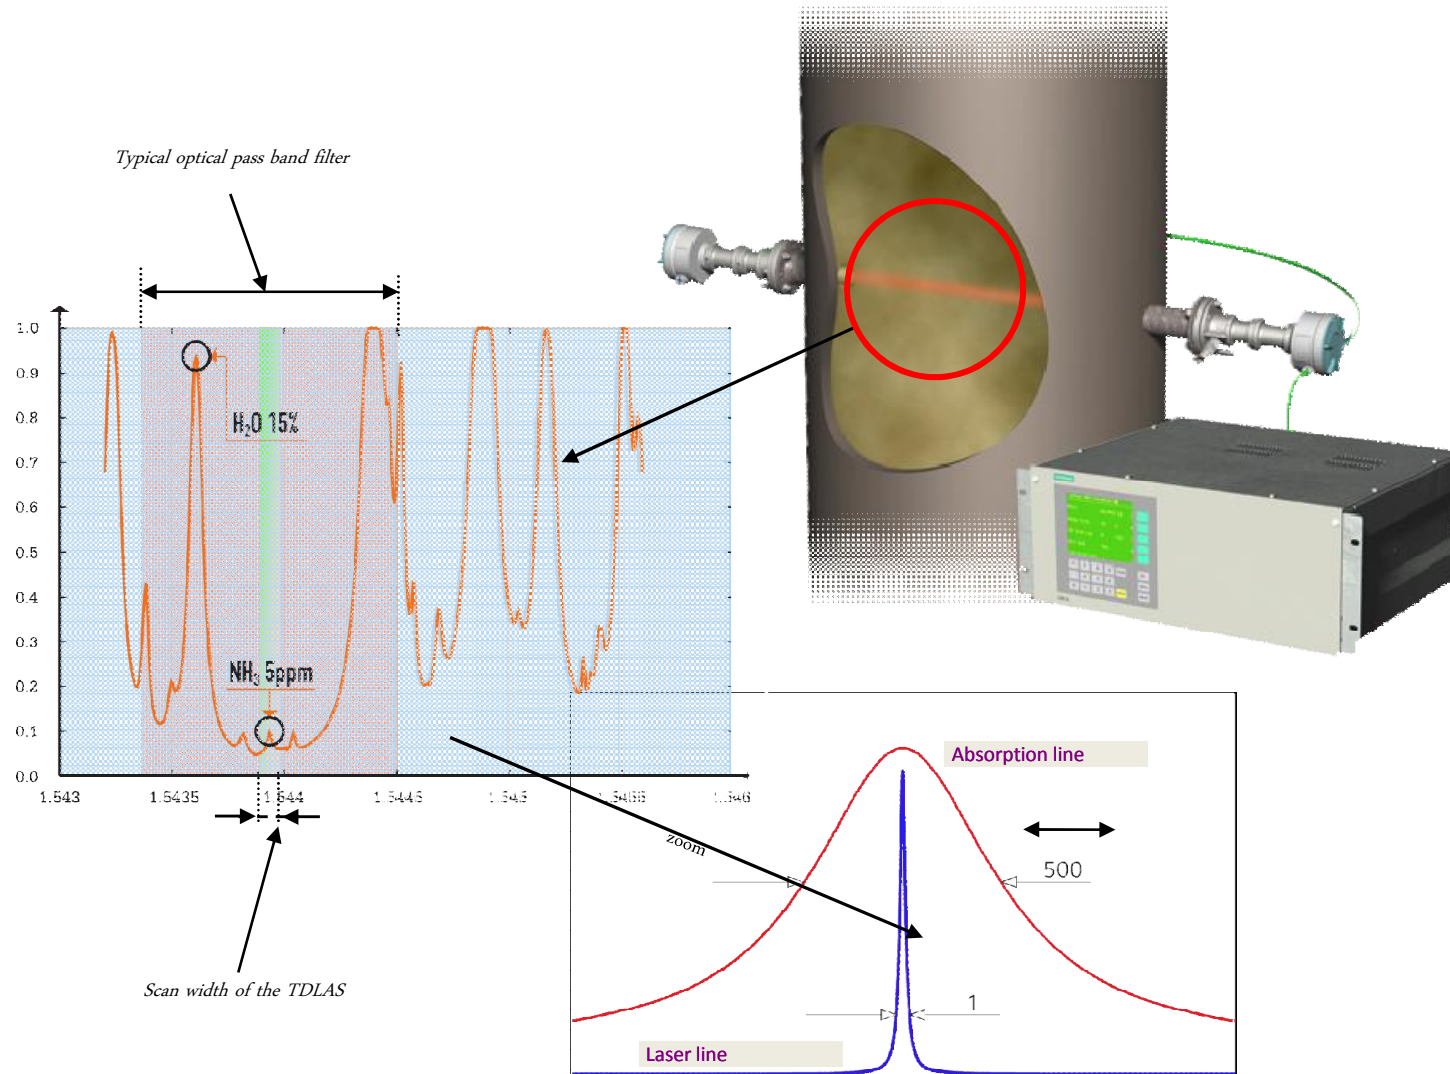 Typical optical pass band filter
1.0
0.9
0.8
0.7
0.6
0.5
0.4
0.3
0.2
0.1
0.0
H₂O 15%
NH₃ 5ppm
1.543
1.5435
1.544
1.5445
1.545
1.546
Scan width of the TDLAS
zoom
Absorption line
500
1
Laser line